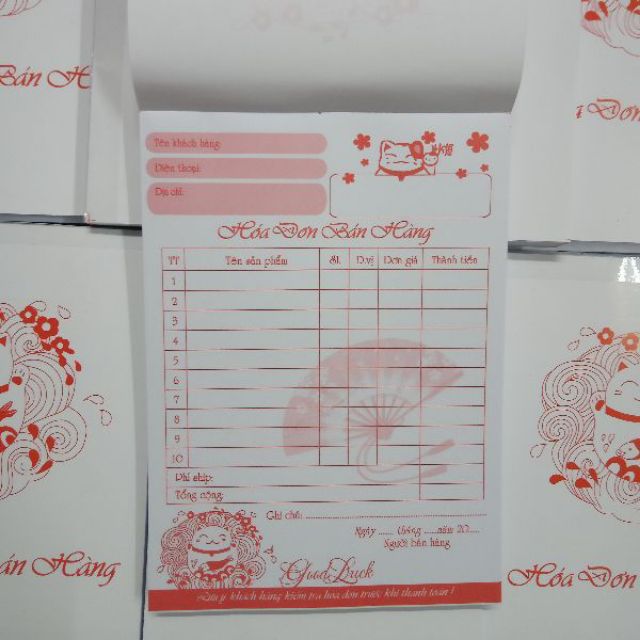 Bán H
Tên khách hàng:
Điện thoại:
Địa chỉ:
Hóa Đơn Bán Hàng
TT Tên sản phẩm SL Đ.vị Đơn giá Thành tiền
1
2
3
4
5
6
7
8
9
10
Phí ship:
Tổng cộng:
Ghi chú:
Ngày ...... tháng ......năm 20.....
Người bán hàng
Good Luck
Lưu ý khách hàng kiểm tra hóa đơn trước khi thanh toán !
Đơn
án Hàng
Hóa Đơn